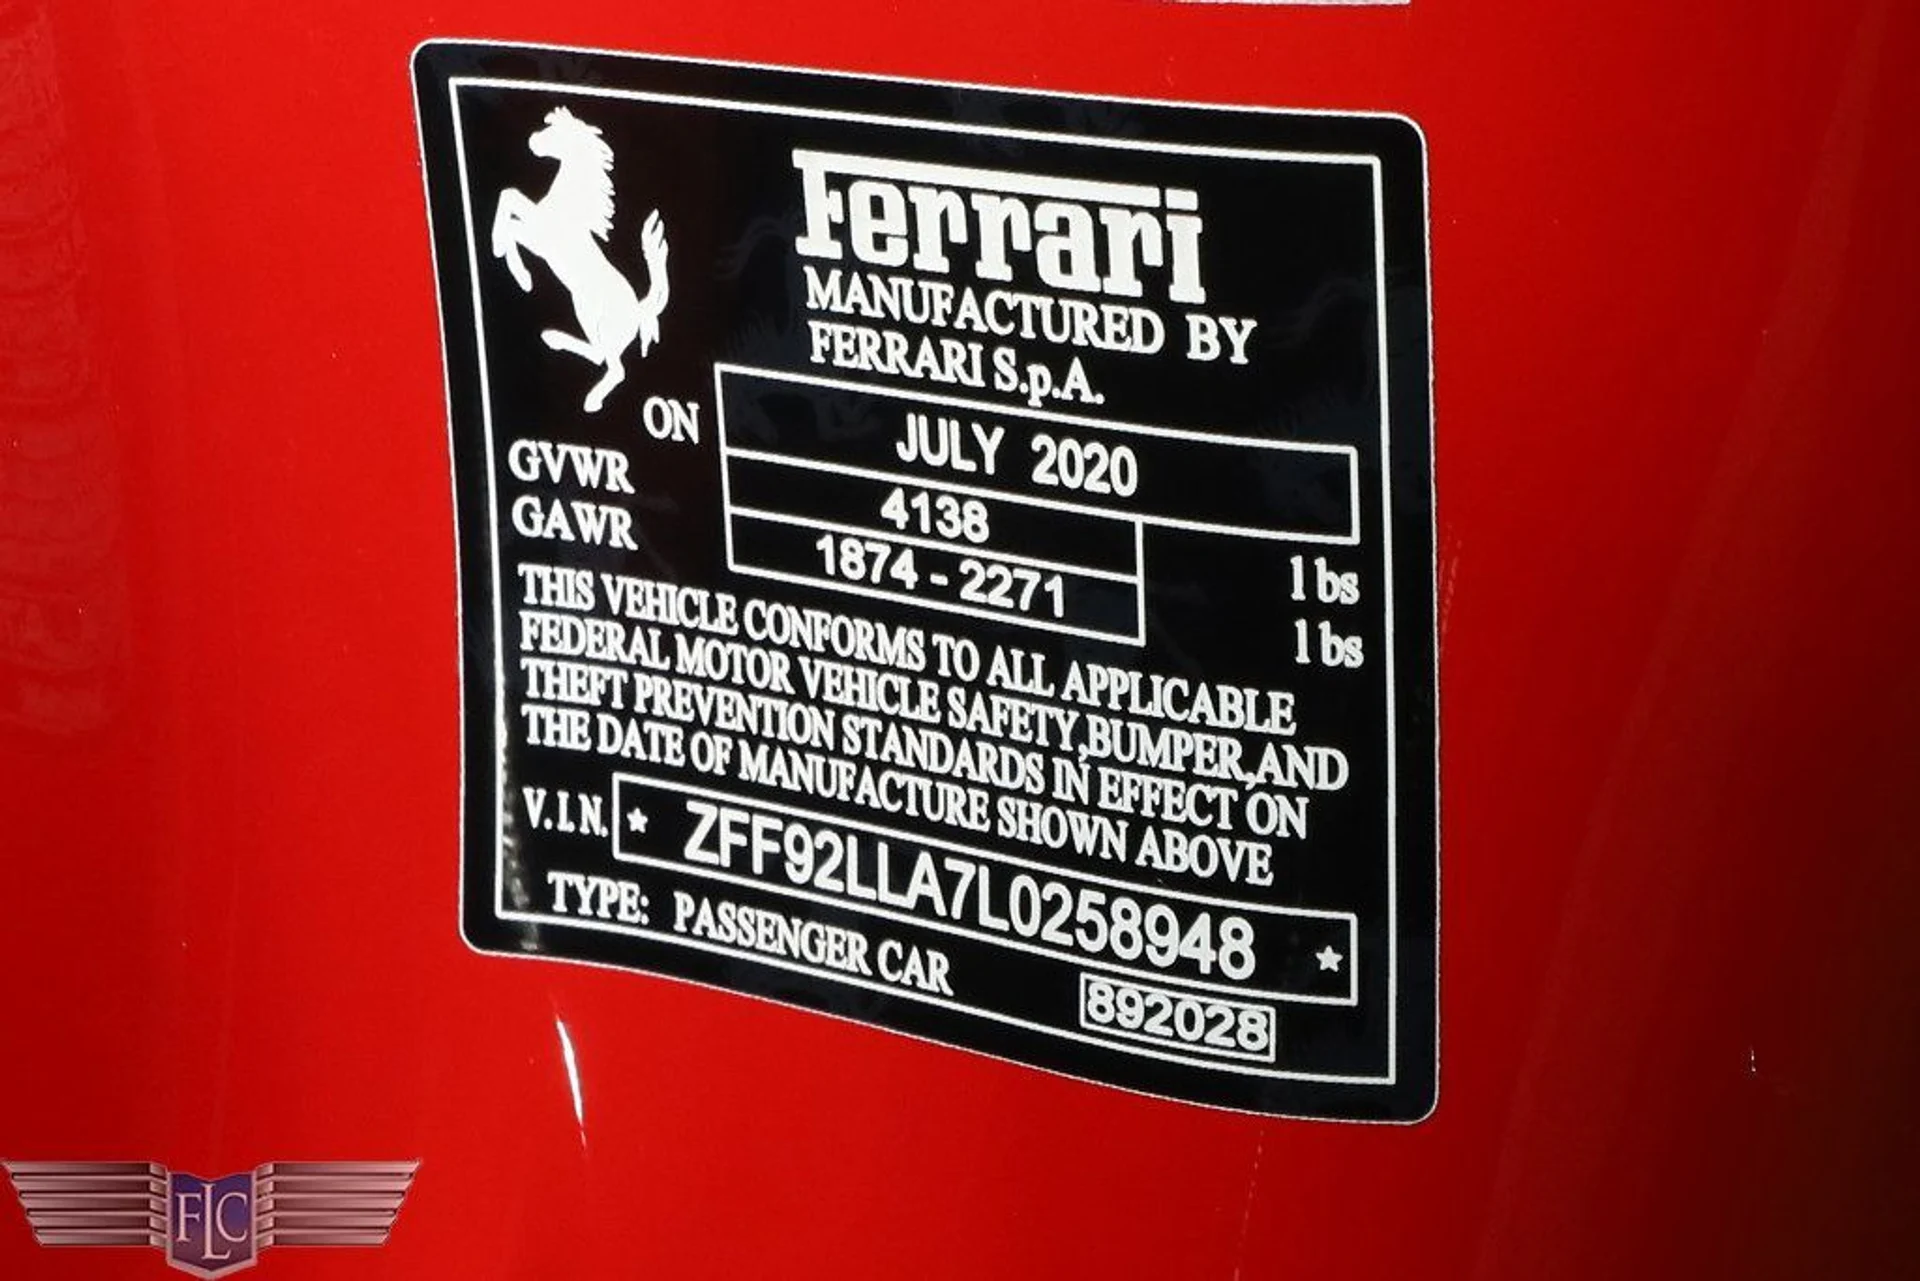 Ferrari
MANUFACTURED BY
FERRARI S.p.A.
ON JULY 2020
GVWR 4138 lbs
GAWR 1874 - 2271 lbs
THIS VEHICLE CONFORMS TO ALL APPLICABLE
FEDERAL MOTOR VEHICLE SAFETY,BUMPER,AND
THEFT PREVENTION STANDARDS IN EFFECT ON
THE DATE OF MANUFACTURE SHOWN ABOVE
V.I.N. ★ ZFF92LLA7L0258948 ★
TYPE: PASSENGER CAR
892028
FLC